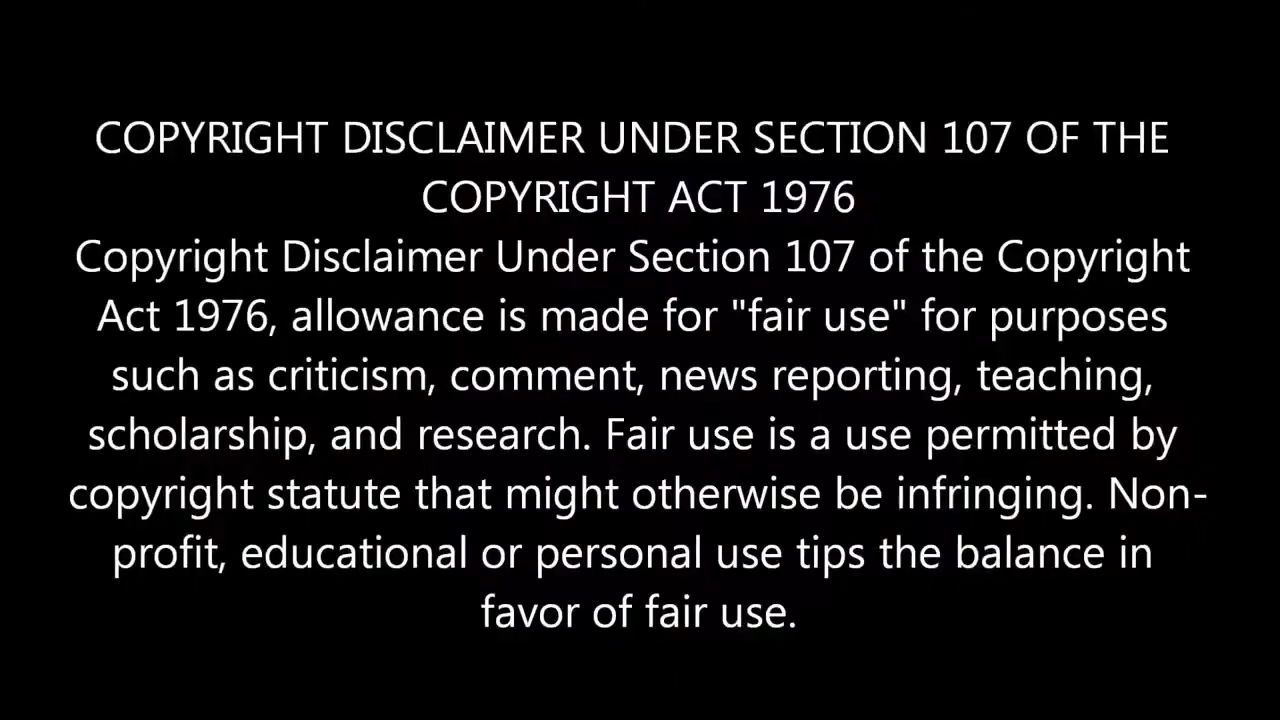 COPYRIGHT DISCLAIMER UNDER SECTION 107 OF THE
COPYRIGHT ACT 1976
Copyright Disclaimer Under Section 107 of the Copyright
Act 1976, allowance is made for "fair use" for purposes
such as criticism, comment, news reporting, teaching,
scholarship, and research. Fair use is a use permitted by
copyright statute that might otherwise be infringing. Non-
profit, educational or personal use tips the balance in
favor of fair use.